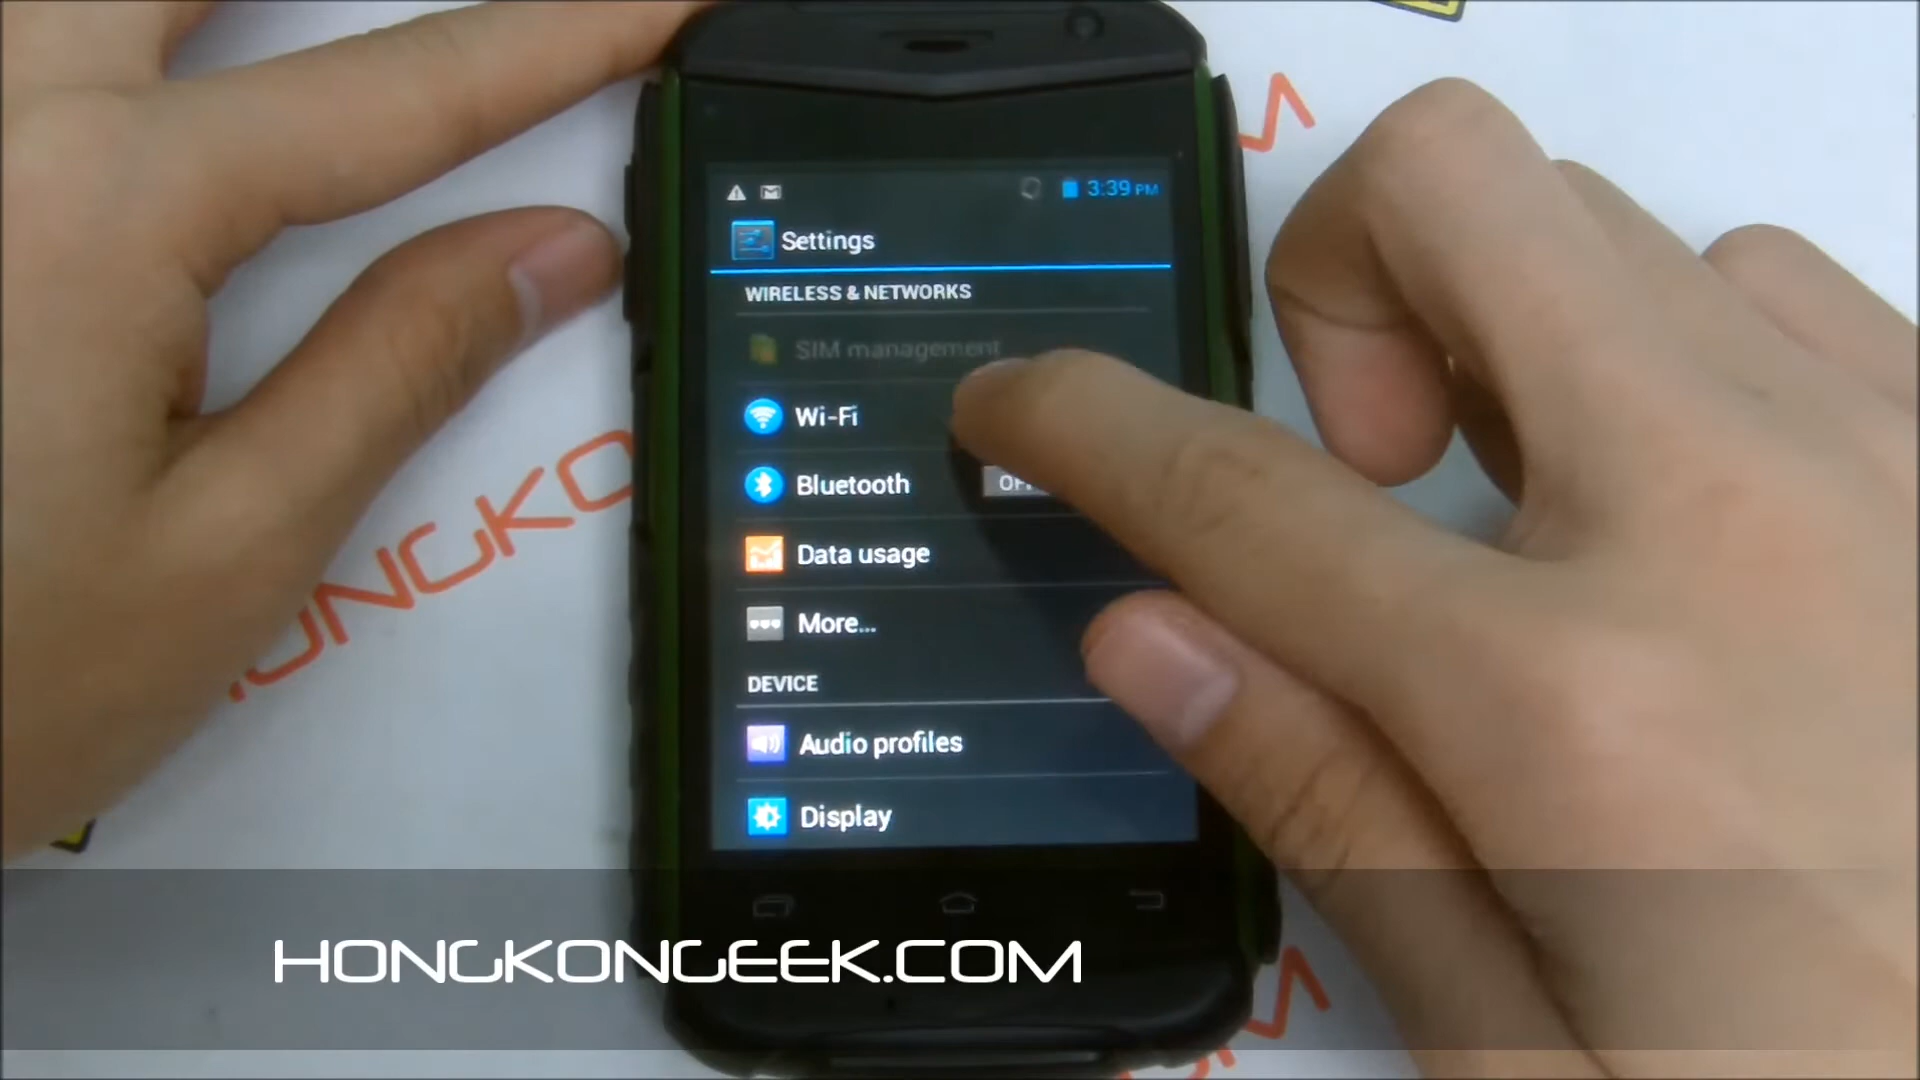 3:39 PM
Settings
WIRELESS & NETWORKS
SIM management
Wi-Fi
Bluetooth
Data usage
More...
DEVICE
Audio profiles
Display
HONGKO
HONGKONGEEK.COM